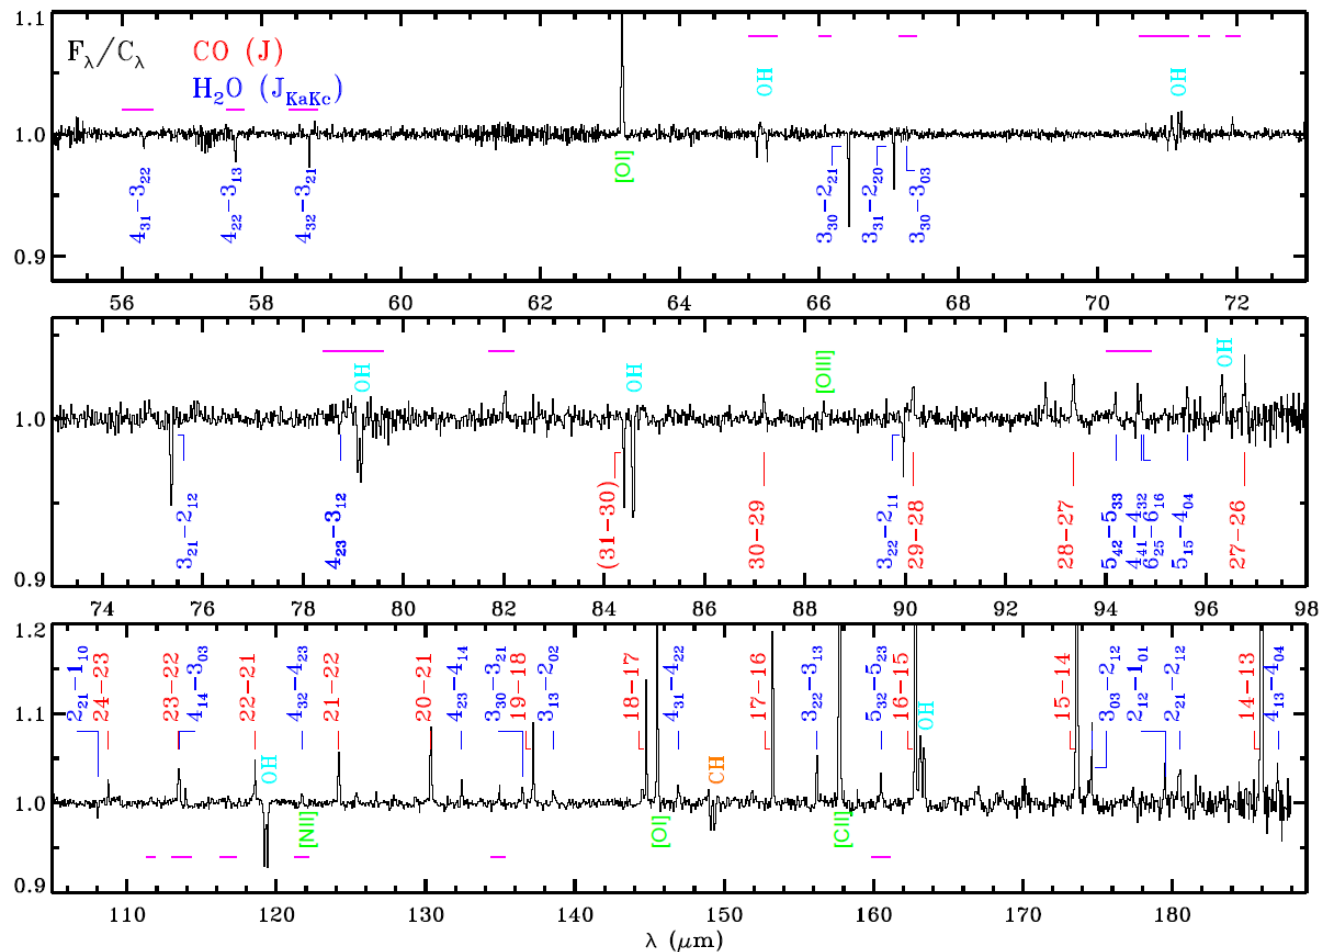 1.1
F_λ/C_λ CO (J)
H₂O (J_KaKc)
OH OH
1.0
[OI]
4₃₁−3₂₂ 4₂₂−3₁₃ 4₃₂−3₂₁ 3₃₀−2₂₁ 3₃₁−2₂₀ 3₃₀−3₀₃
0.9
56 58 60 62 64 66 68 70 72
OH OH [OIII] OH
1.0
3₂₁−2₁₂ 4₂₃−3₁₂ (31−30) 30−29 3₂₂−2₁₁ 29−28 28−27 5₄₂−5₃₃ 4₄₁−4₃₂ 6₂₅−6₁₆ 5₁₅−4₀₄ 27−26
0.9
74 76 78 80 82 84 86 88 90 92 94 96 98
1.2
2₂₁−1₁₀ 24−23 23−22 4₁₄−3₀₃ 22−21 4₃₂−4₂₃ 21−22 20−21 4₂₃−4₁₄ 3₃₀−3₂₁ 19−18 3₁₃−2₀₂ 18−17 4₃₁−4₂₂ 17−16 3₂₂−3₁₃ 5₃₂−5₂₃ 16−15 OH 15−14 3₀₃−2₁₂ 2₁₂−1₀₁ 2₂₁−2₁₂ 14−13 4₁₃−4₀₄
1.1
OH CH
1.0
[NII] [OI] [CII]
0.9
110 120 130 140 150 160 170 180
λ (μm)